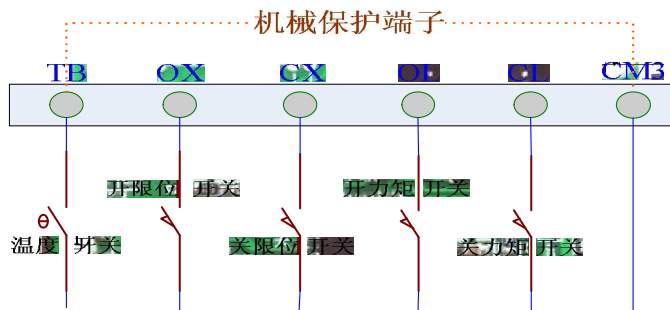 机械保护端子
TB OX CX OL CL CM3
开限位 开关 开力矩 开关
θ
温度 开关 关限位 开关 关力矩 开关